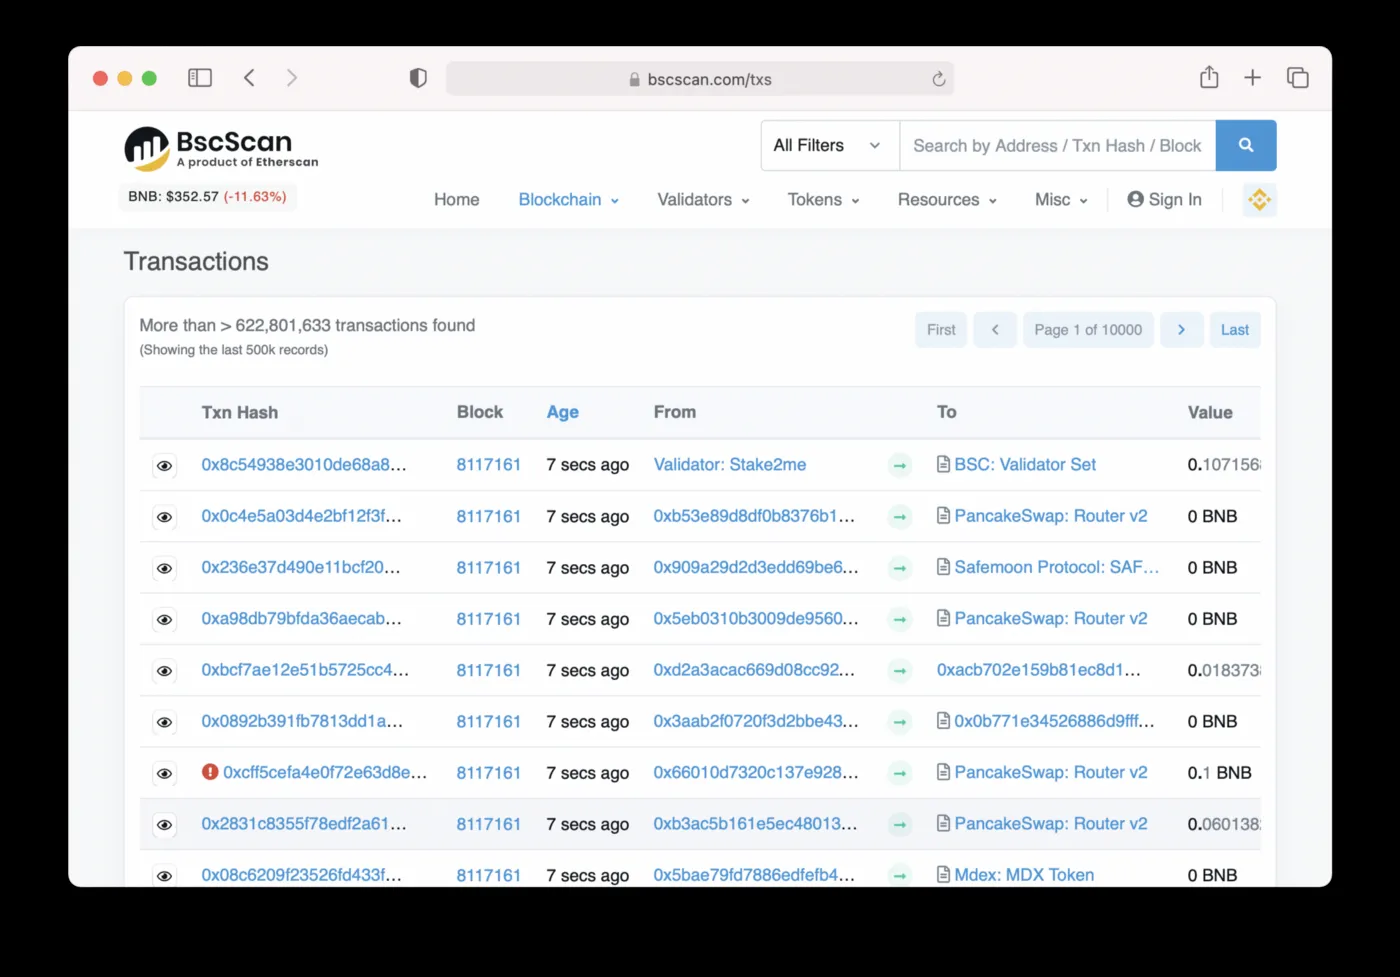 bscscan.com/txs
BscScan
A product of Etherscan
All Filters
Search by Address / Txn Hash / Block
BNB: $352.57 (-11.63%)
Home Blockchain Validators Tokens Resources Misc Sign In
Transactions
More than > 622,801,633 transactions found
(Showing the last 500k records)
First Page 1 of 10000 Last
Txn Hash Block Age From To Value
0x8c54938e3010de68a8... 8117161 7 secs ago Validator: Stake2me BSC: Validator Set 0.107156
0x0c4e5a03d4e2bf12f3f... 8117161 7 secs ago 0xb53e89d8df0b8376b1... PancakeSwap: Router v2 0 BNB
0x236e37d490e11bcf20... 8117161 7 secs ago 0x909a29d2d3edd69be6... Safemoon Protocol: SAF... 0 BNB
0xa98db79bfda36aecab... 8117161 7 secs ago 0x5eb0310b3009de9560... PancakeSwap: Router v2 0 BNB
0xbcf7ae12e51b5725cc4... 8117161 7 secs ago 0xd2a3acac669d08cc92... 0xacb702e159b81ec8d1... 0.018373
0x0892b391fb7813dd1a... 8117161 7 secs ago 0x3aab2f0720f3d2bbe43... 0x0b771e34526886d9fff... 0 BNB
0xcff5cefa4e0f72e63d8e... 8117161 7 secs ago 0x66010d7320c137e928... PancakeSwap: Router v2 0.1 BNB
0x2831c8355f78edf2a61... 8117161 7 secs ago 0xb3ac5b161e5ec48013... PancakeSwap: Router v2 0.060138
0x08c6209f23526fd433f... 8117161 7 secs ago 0x5bae79fd7886edfefb4... Mdex: MDX Token 0 BNB